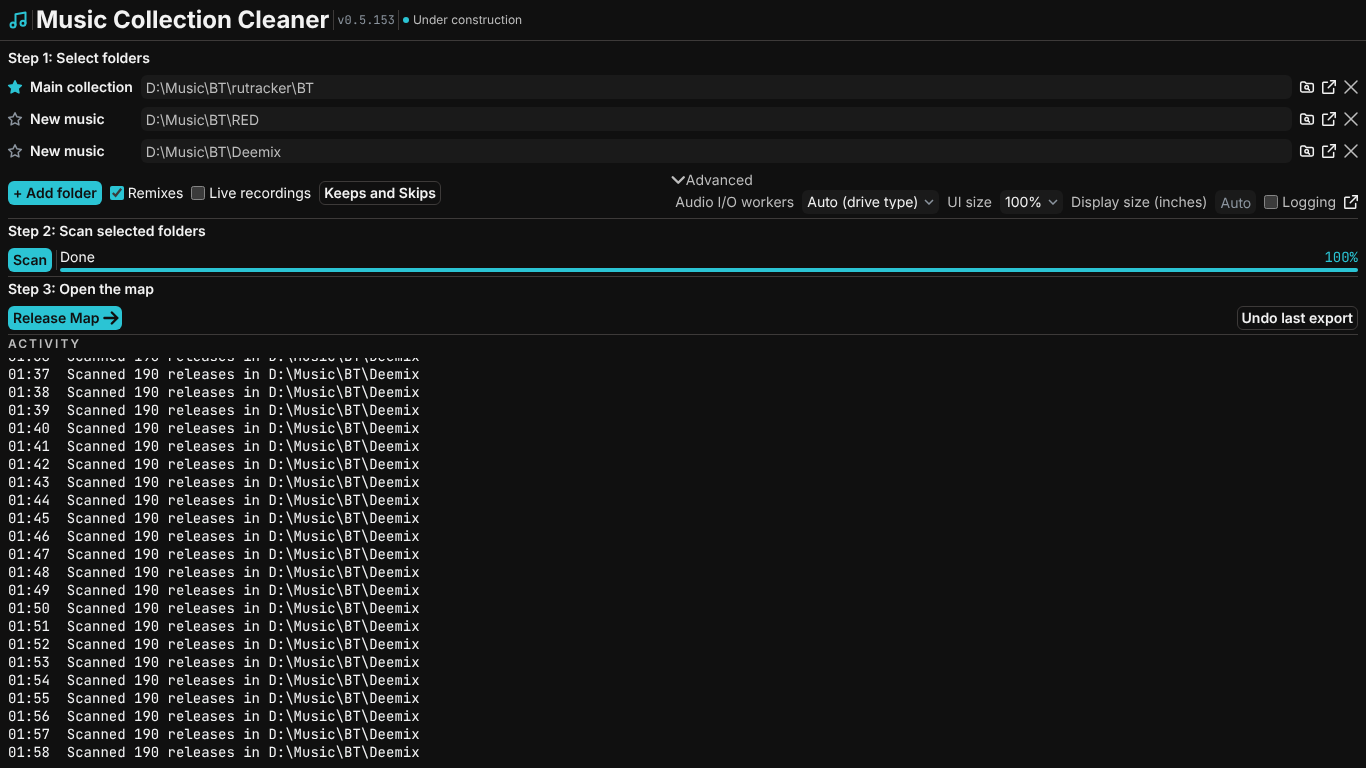 Music Collection Cleaner v0.5.153 Under construction
Step 1: Select folders
Main collection D:\Music\BT\rutracker\BT
New music D:\Music\BT\RED
New music D:\Music\BT\Deemix
Advanced
+ Add folder Remixes Live recordings Keeps and Skips
Audio I/O workers Auto (drive type) UI size 100% Display size (inches) Auto Logging
Step 2: Scan selected folders
Scan Done 100%
Step 3: Open the map
Release Map Undo last export
ACTIVITY
01:36 Scanned 190 releases in D:\Music\BT\Deemix
01:37 Scanned 190 releases in D:\Music\BT\Deemix
01:38 Scanned 190 releases in D:\Music\BT\Deemix
01:39 Scanned 190 releases in D:\Music\BT\Deemix
01:40 Scanned 190 releases in D:\Music\BT\Deemix
01:41 Scanned 190 releases in D:\Music\BT\Deemix
01:42 Scanned 190 releases in D:\Music\BT\Deemix
01:43 Scanned 190 releases in D:\Music\BT\Deemix
01:44 Scanned 190 releases in D:\Music\BT\Deemix
01:45 Scanned 190 releases in D:\Music\BT\Deemix
01:46 Scanned 190 releases in D:\Music\BT\Deemix
01:47 Scanned 190 releases in D:\Music\BT\Deemix
01:48 Scanned 190 releases in D:\Music\BT\Deemix
01:49 Scanned 190 releases in D:\Music\BT\Deemix
01:50 Scanned 190 releases in D:\Music\BT\Deemix
01:51 Scanned 190 releases in D:\Music\BT\Deemix
01:52 Scanned 190 releases in D:\Music\BT\Deemix
01:53 Scanned 190 releases in D:\Music\BT\Deemix
01:54 Scanned 190 releases in D:\Music\BT\Deemix
01:55 Scanned 190 releases in D:\Music\BT\Deemix
01:56 Scanned 190 releases in D:\Music\BT\Deemix
01:57 Scanned 190 releases in D:\Music\BT\Deemix
01:58 Scanned 190 releases in D:\Music\BT\Deemix